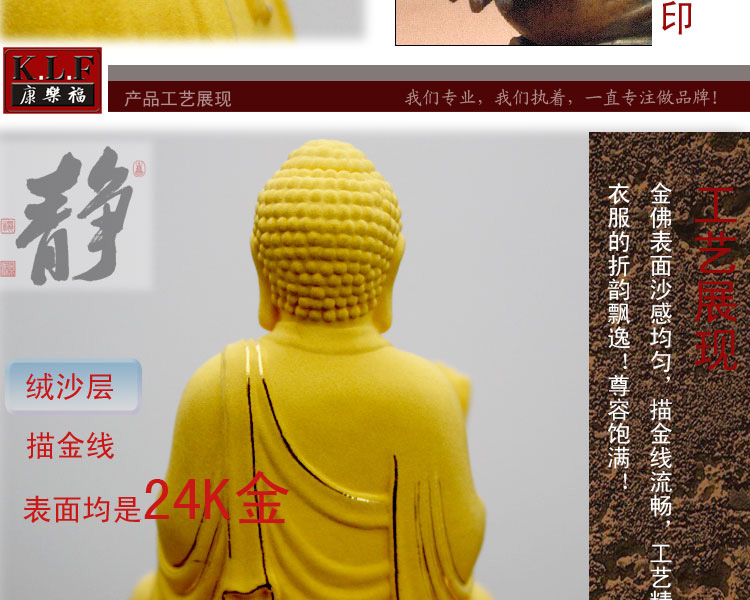 印
K.L.F
康樂福
产品工艺展现
我们专业，我们执着，一直专注做品牌！
静
绒沙层
描金线
表面均是24K金
工艺展现
金佛表面沙感均匀，描金线流畅，工艺精
衣服的折韵飘逸！尊容饱满！